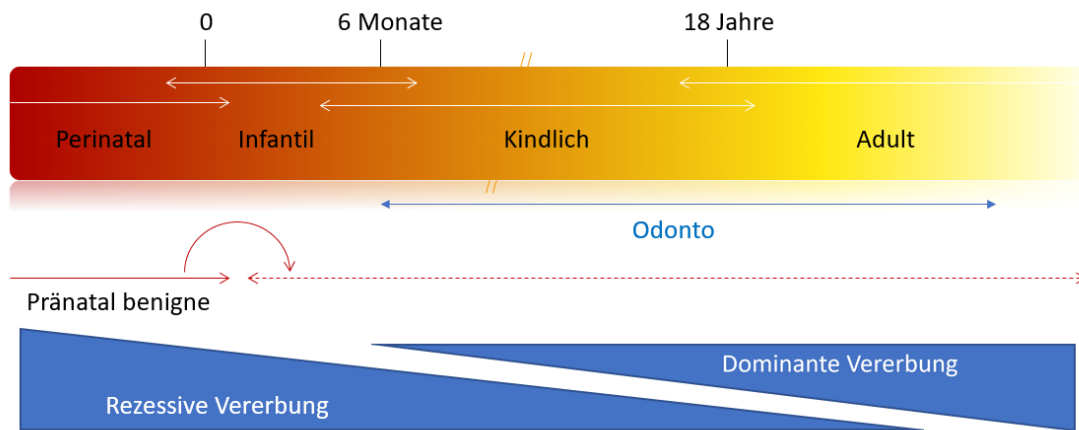 0 6 Monate 18 Jahre
Perinatal Infantil Kindlich Adult
Odonto
Pränatal benigne
Dominante Vererbung
Rezessive Vererbung